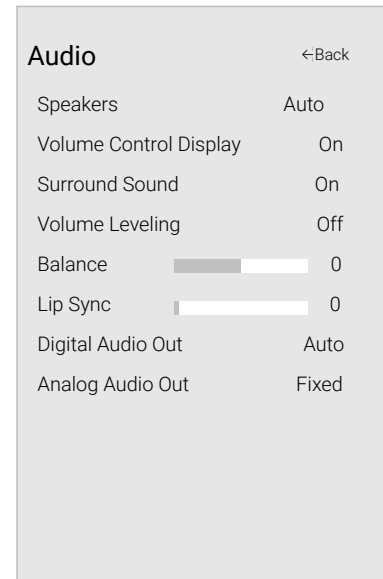 Audio ←Back
Speakers Auto
Volume Control Display On
Surround Sound On
Volume Leveling Off
Balance 0
Lip Sync 0
Digital Audio Out Auto
Analog Audio Out Fixed